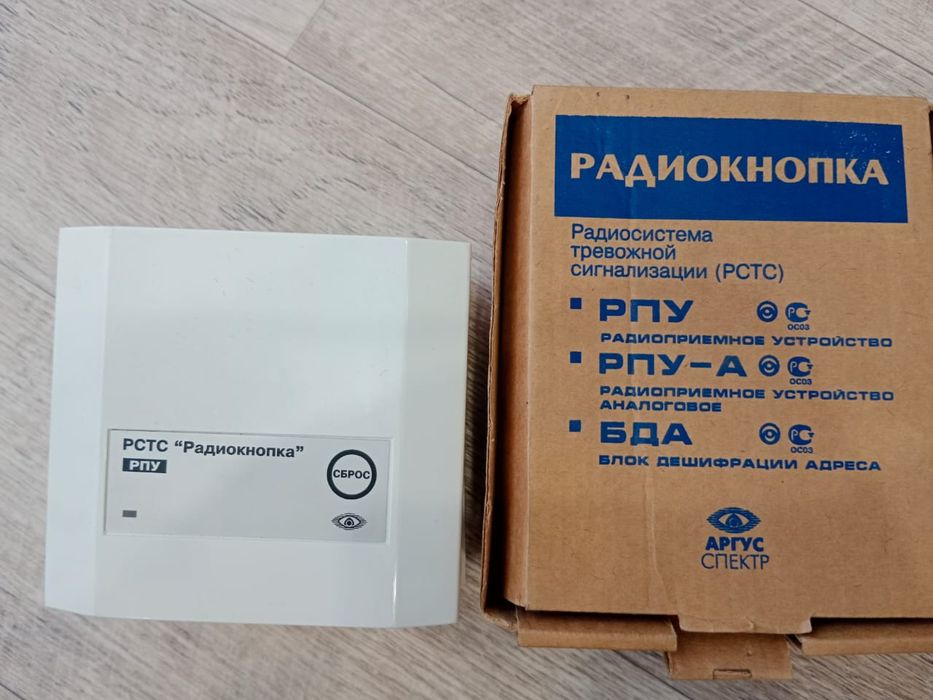 РСТС "Радиокнопка"
РПУ
СБРОС
РАДИОКНОПКА
Радиосистема
тревожной
сигнализации (РСТС)
РПУ
ОС03
РАДИОПРИЕМНОЕ УСТРОЙСТВО
РПУ-А
ОС03
РАДИОПРИЕМНОЕ УСТРОЙСТВО
АНАЛОГОВОЕ
БДА
ОС03
БЛОК ДЕШИФРАЦИИ АДРЕСА
АРГУС
СПЕКТР